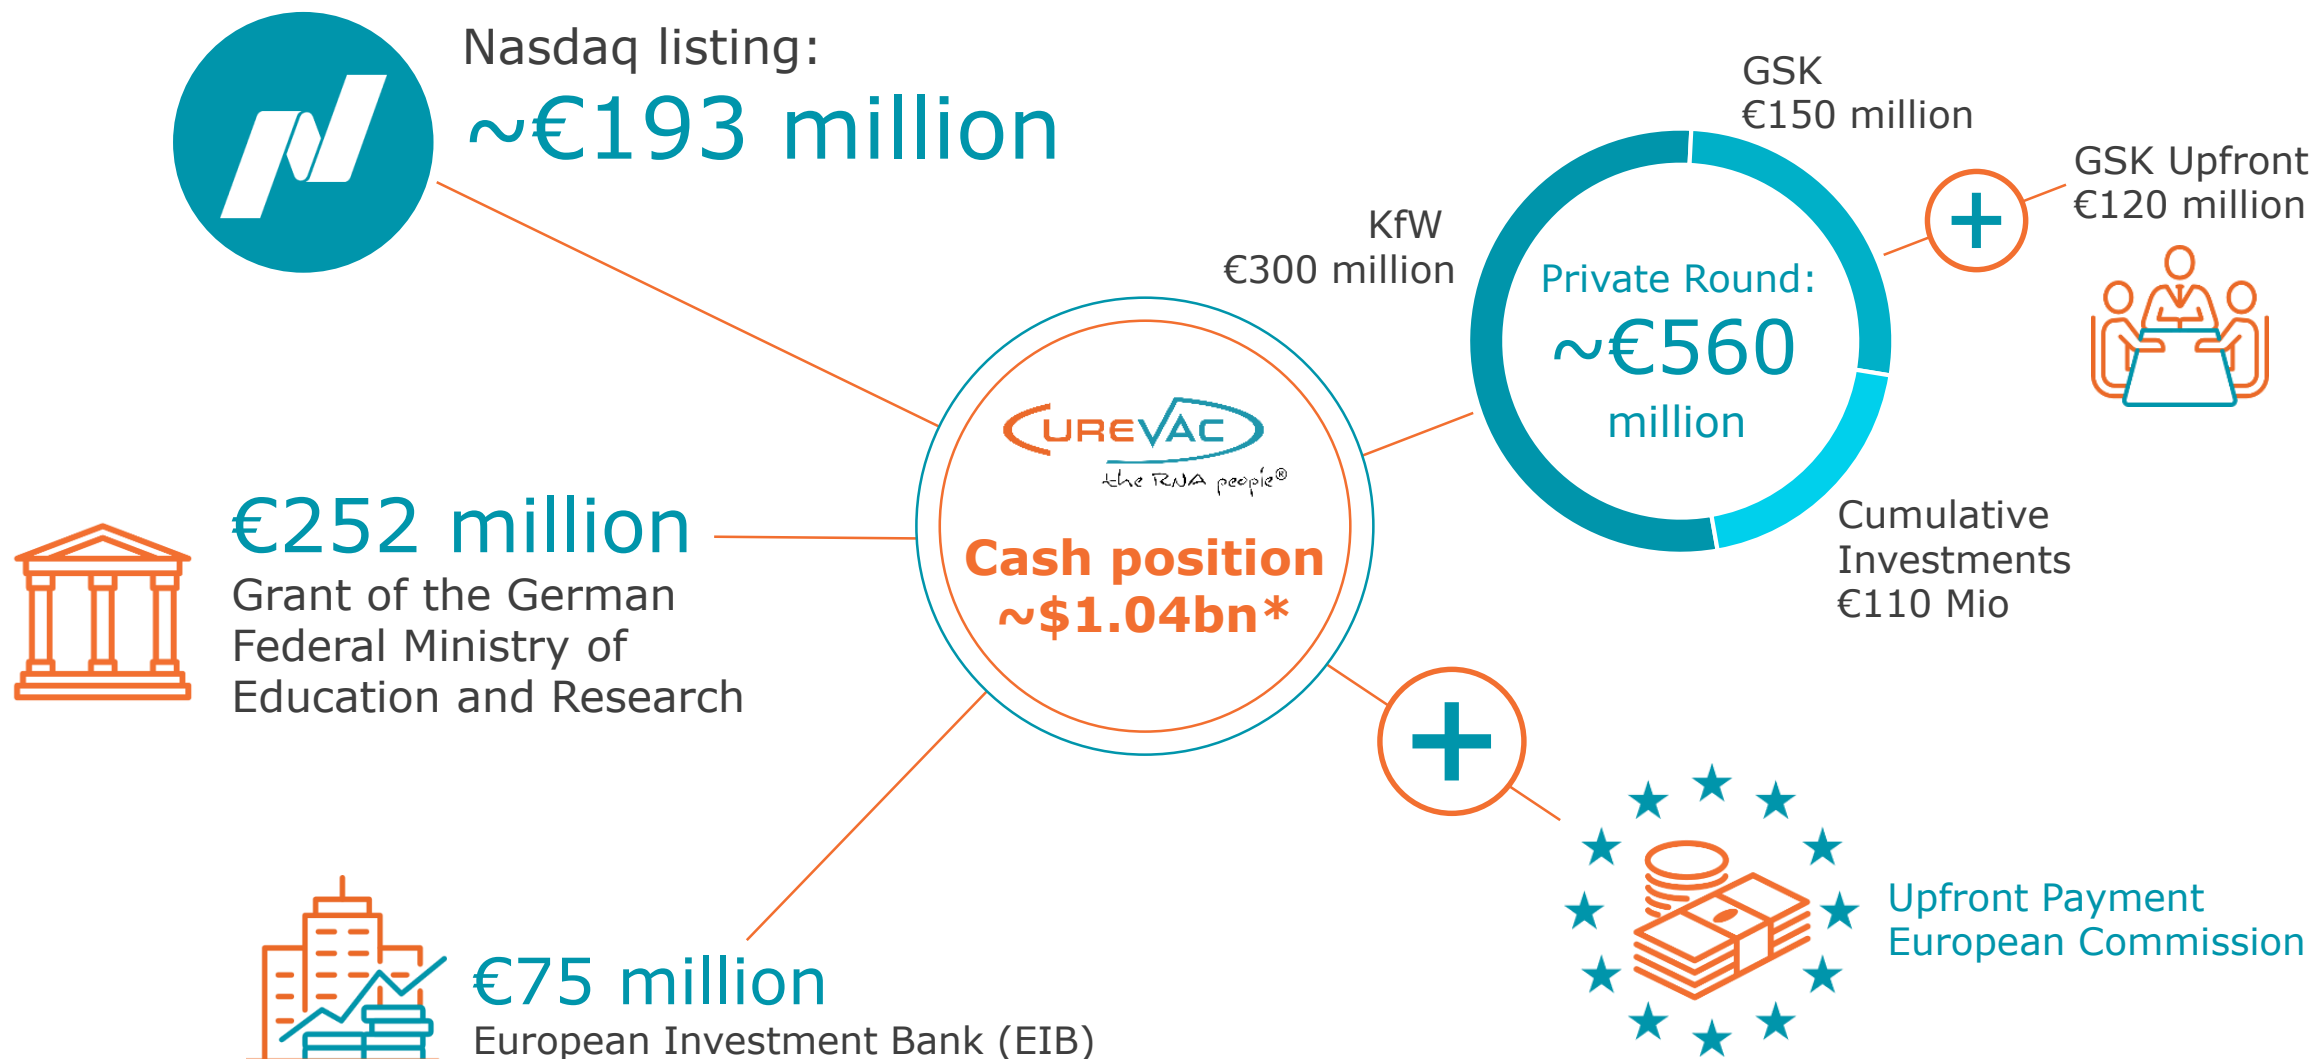 Nasdaq listing:
~€193 million
€252 million
Grant of the German
Federal Ministry of
Education and Research
€75 million
European Investment Bank (EIB)
CUREVAC
the RNA people®
Cash position
~$1.04bn*
KfW
€300 million
GSK
€150 million
Private Round:
~€560
million
GSK Upfront
€120 million
Cumulative
Investments
€110 Mio
Upfront Payment
European Commission